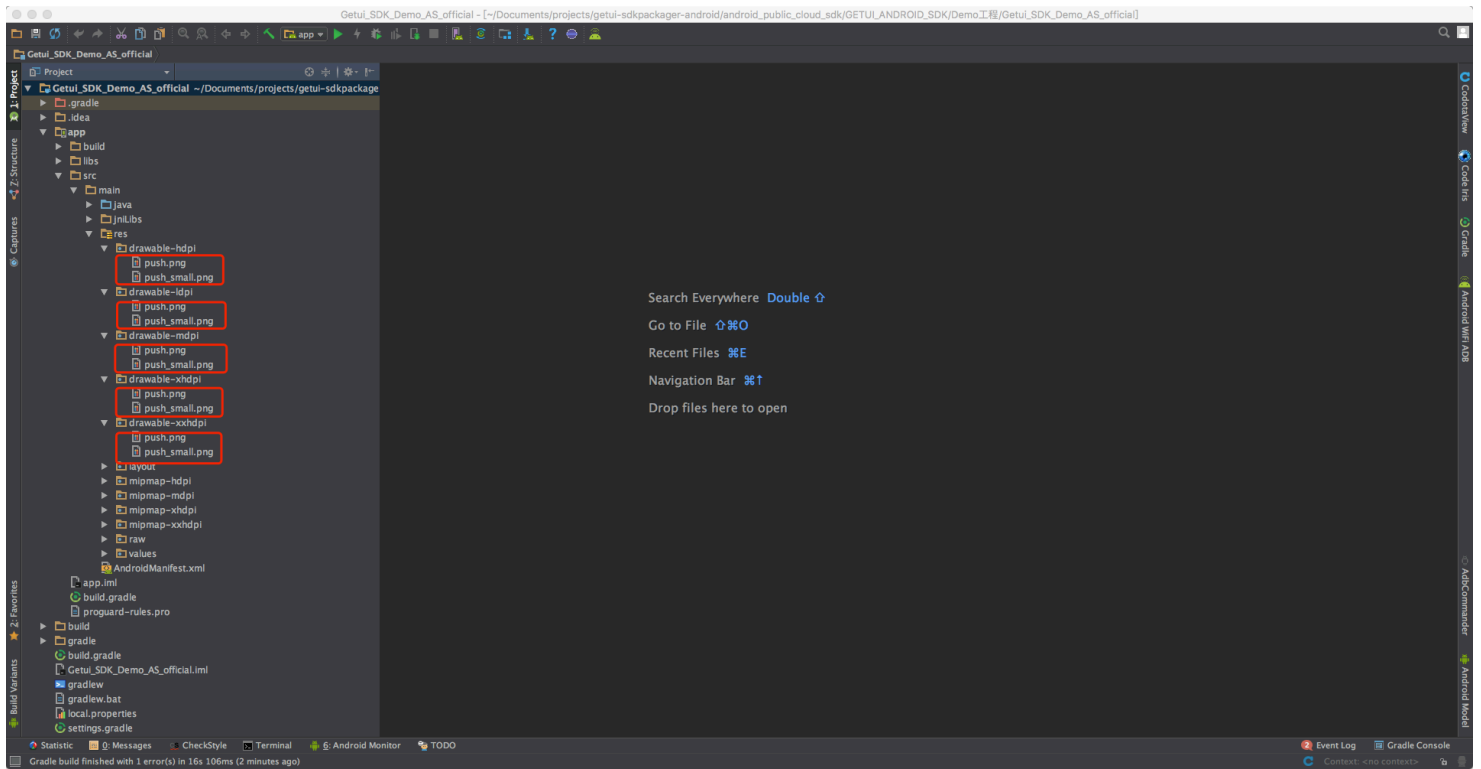 Getui_SDK_Demo_AS_official - [~/Documents/projects/getui-sdkpackager-android/android_public_cloud_sdk/GETUI_ANDROID_SDK/Demo工程/Getui_SDK_Demo_AS_official]
app
Getui_SDK_Demo_AS_official
Project
Getui_SDK_Demo_AS_official ~/Documents/projects/getui-sdkpackage
.gradle
.idea
app
build
libs
src
main
java
jniLibs
res
drawable-hdpi
push.png
push_small.png
drawable-ldpi
push.png
push_small.png
drawable-mdpi
push.png
push_small.png
drawable-xhdpi
push.png
push_small.png
drawable-xxhdpi
push.png
push_small.png
layout
mipmap-hdpi
mipmap-mdpi
mipmap-xhdpi
mipmap-xxhdpi
raw
values
AndroidManifest.xml
app.iml
build.gradle
proguard-rules.pro
build
gradle
build.gradle
Getui_SDK_Demo_AS_official.iml
gradlew
gradlew.bat
local.properties
settings.gradle
1: Project
Z: Structure
Captures
2: Favorites
Build Variants
Search Everywhere Double ⇧
Go to File ⇧⌘O
Recent Files ⌘E
Navigation Bar ⌘↑
Drop files here to open
CodotaView
Code Iris
Gradle
Android WiFi ADB
AdbCommander
Android Model
Statistic 0: Messages CheckStyle Terminal 6: Android Monitor TODO 2 Event Log Gradle Console
Gradle build finished with 1 error(s) in 16s 106ms (2 minutes ago) Context: <no context>